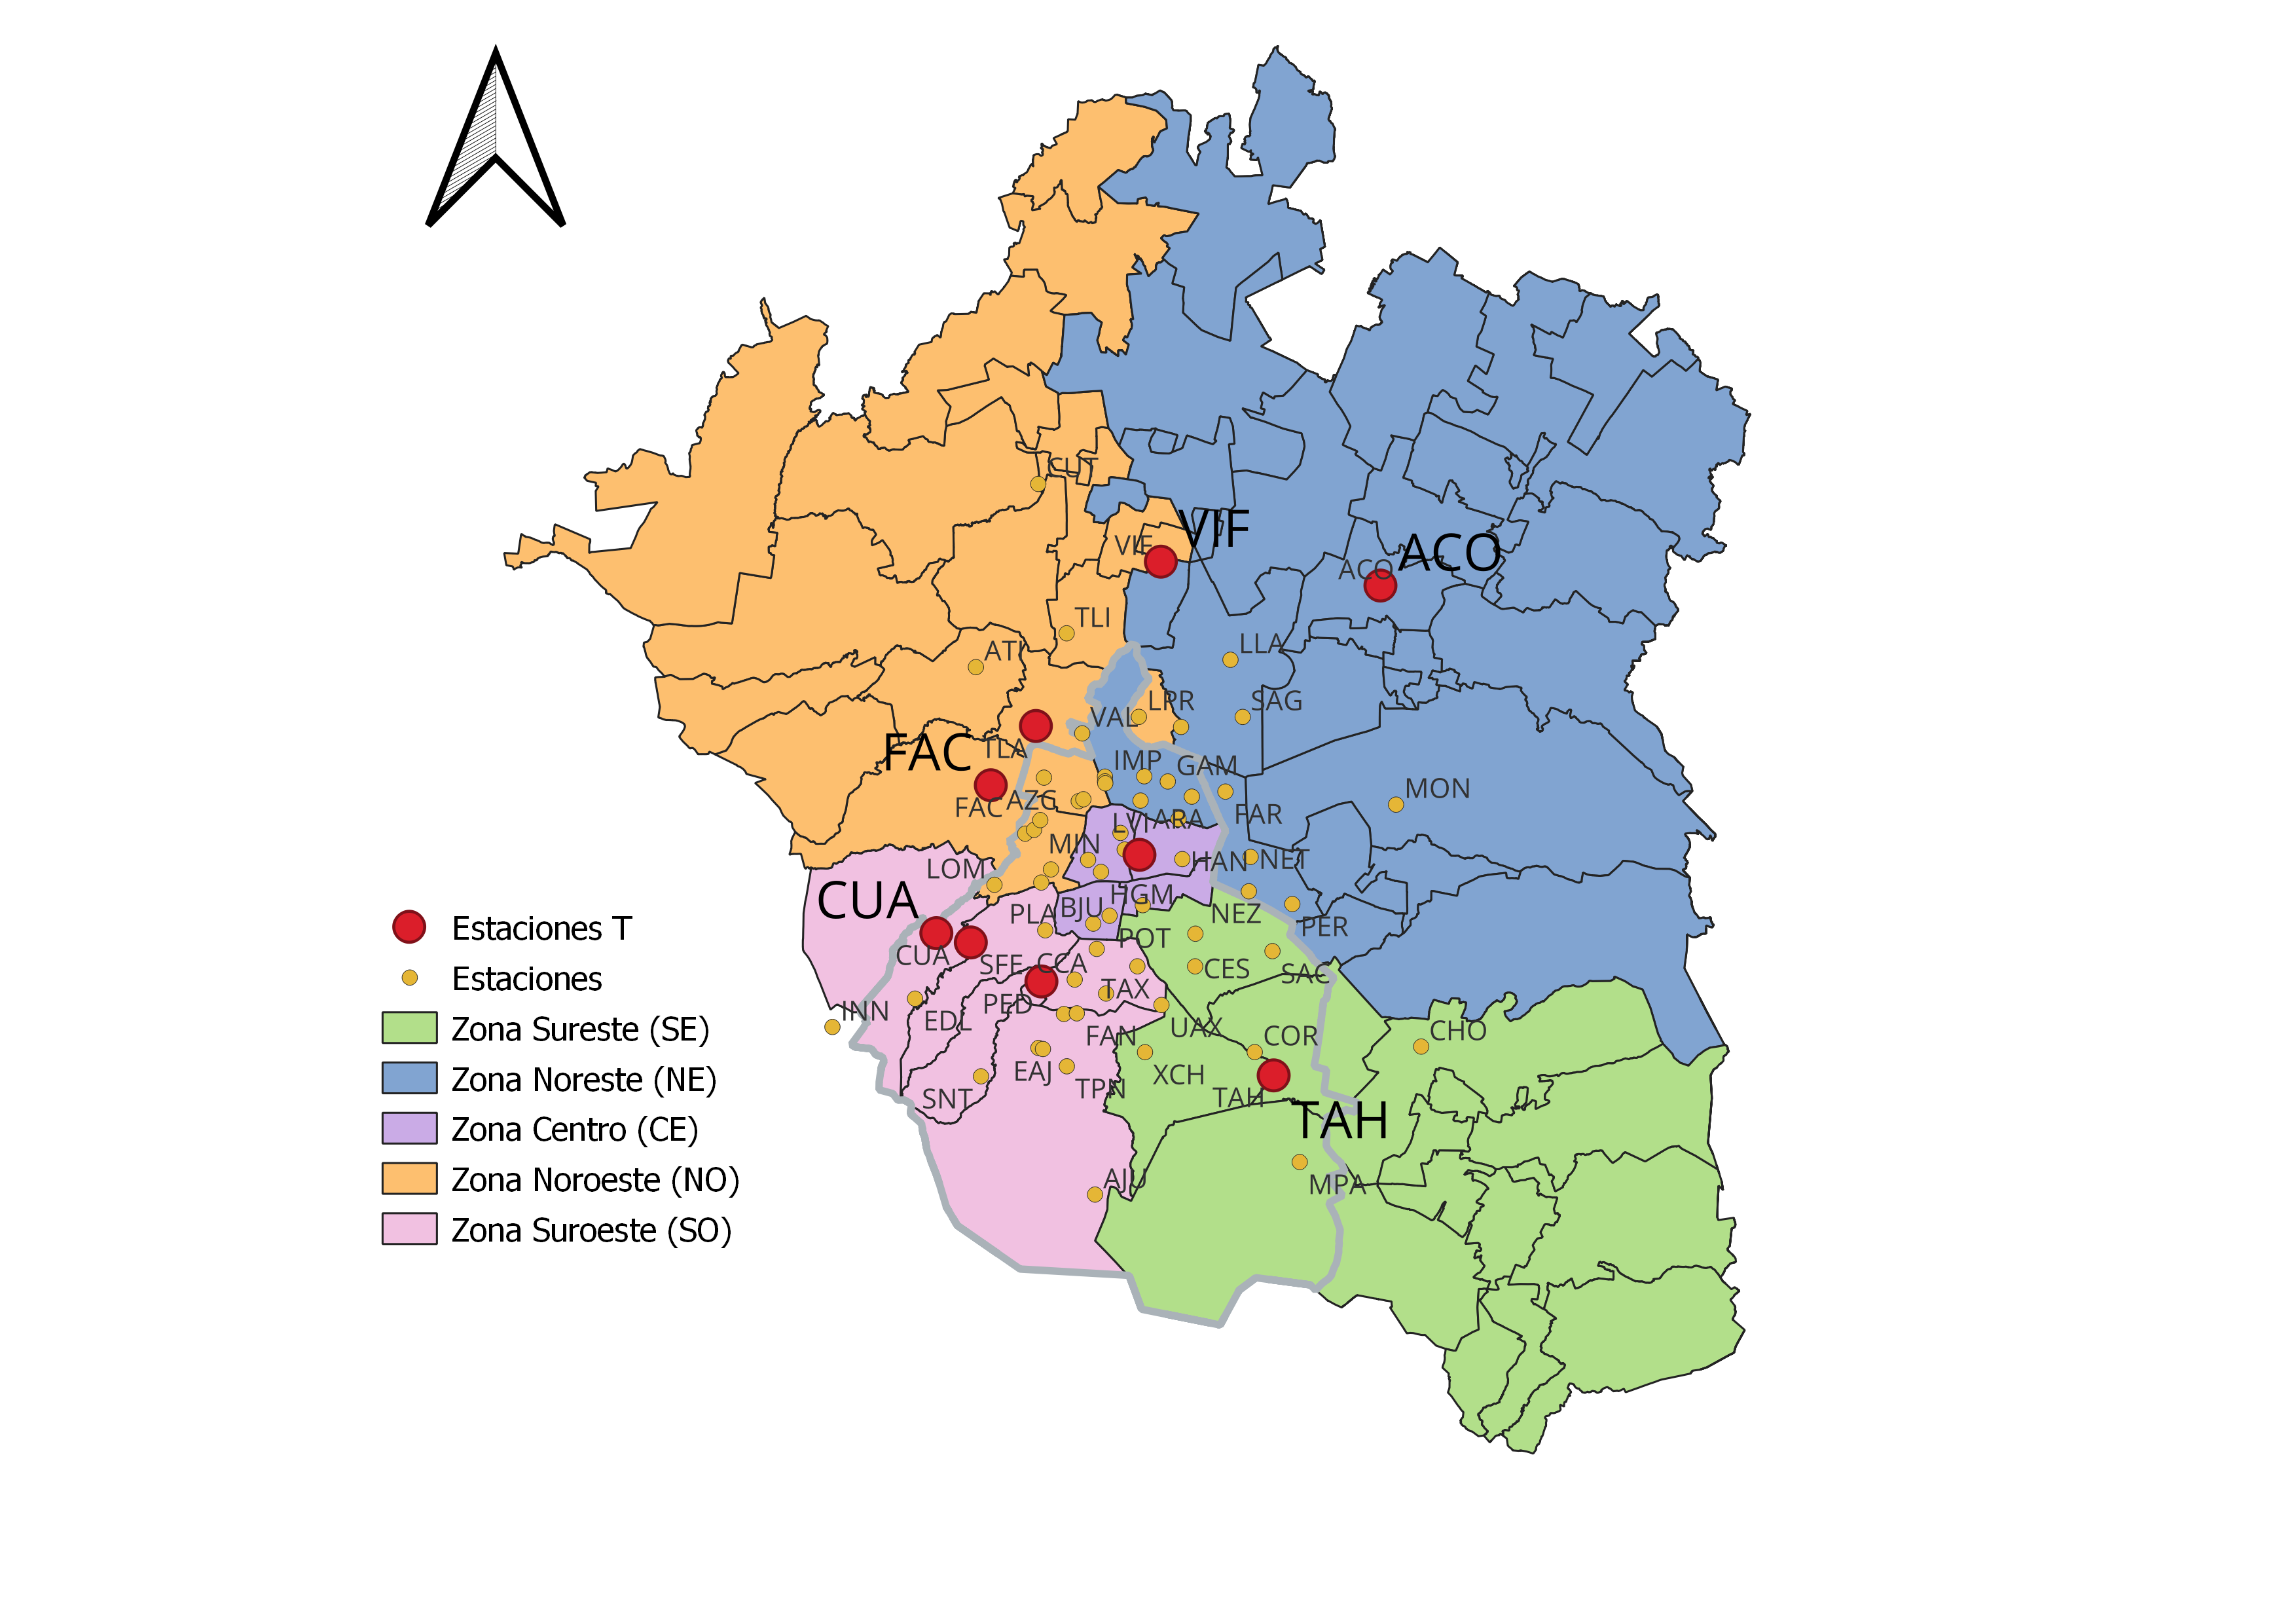 CUT
VIF
VIF
ACO
ACO
TLI
ATI
LLA
LPR
SAG
VAL
FAC
TLA
IMP
GAM
MON
FAC
AZC
LVI
ARA
FAR
MIN
HAN
NET
LOM
CUA
PLA
BJU
HGM
NEZ
PER
POT
CUA
SFE
CCA
CES
SAC
PED
TAX
INN
EDL
FAN
UAX
COR
CHO
EAJ
TPN
XCH
SNT
TAH
TAH
AJU
MPA
Estaciones T
Estaciones
Zona Sureste (SE)
Zona Noreste (NE)
Zona Centro (CE)
Zona Noroeste (NO)
Zona Suroeste (SO)